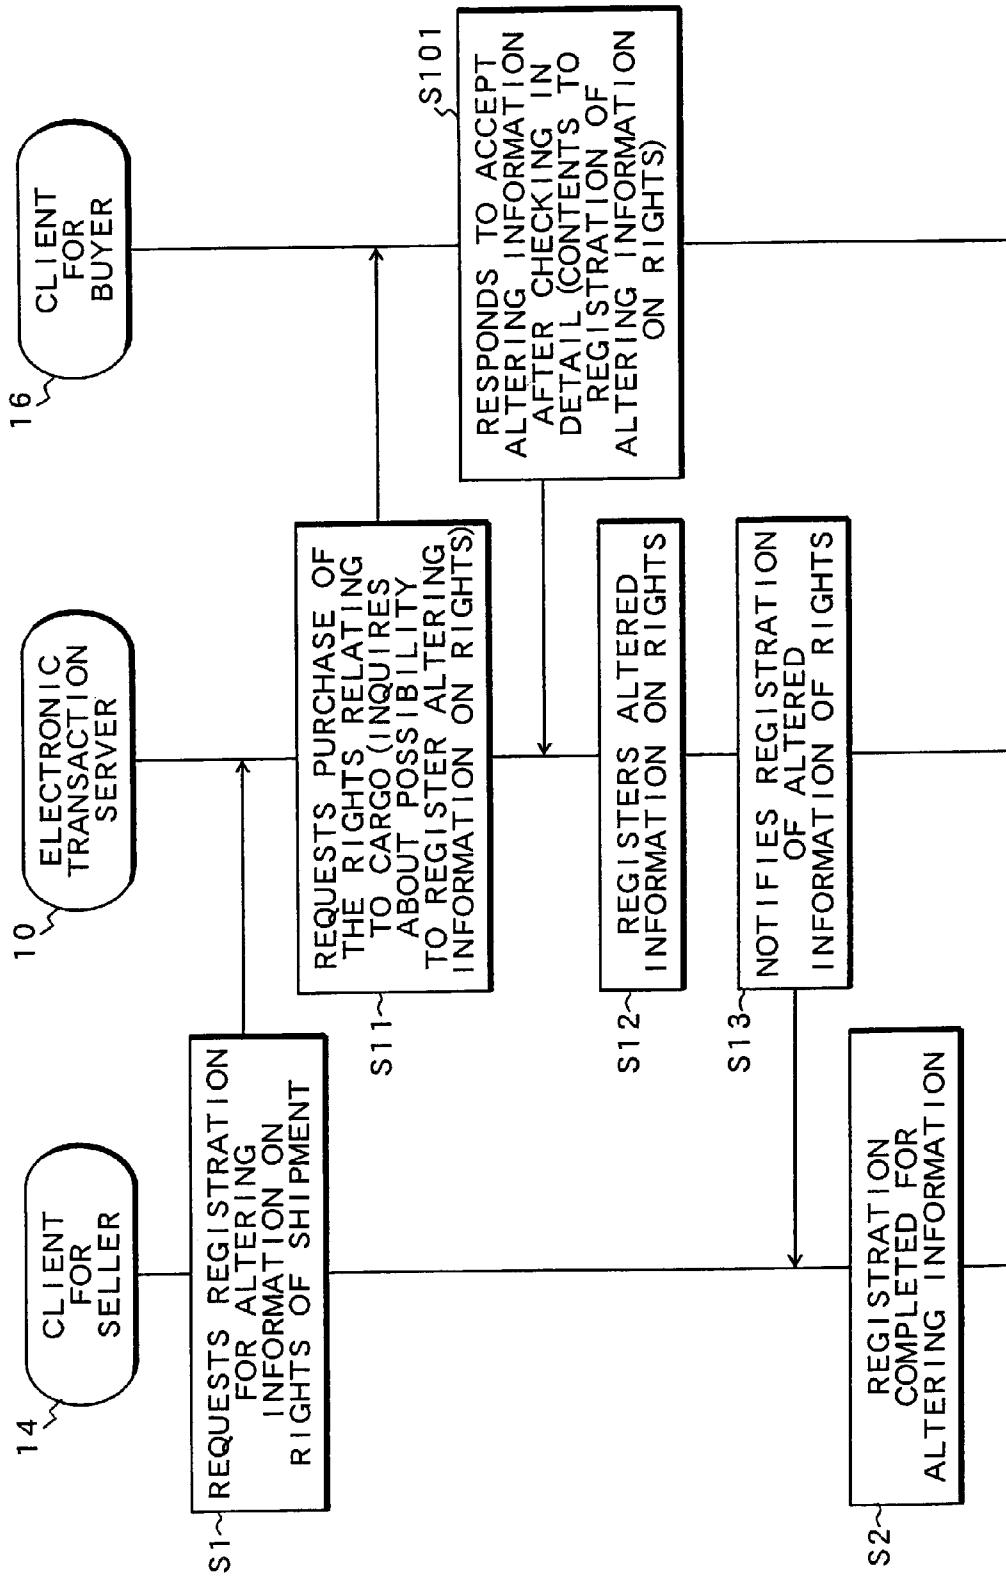 14
CLIENT
FOR
SELLER
10
ELECTRONIC
TRANSACTION
SERVER
16
CLIENT
FOR
BUYER
S1
REQUESTS REGISTRATION
FOR ALTERING
INFORMATION ON
RIGHTS OF SHIPMENT
S11
REQUESTS PURCHASE OF
THE RIGHTS RELATING
TO CARGO (INQUIRES
ABOUT POSSIBILITY
TO REGISTER ALTERING
INFORMATION ON RIGHTS)
S101
RESPONDS TO ACCEPT
ALTERING INFORMATION
AFTER CHECKING IN
DETAIL (CONTENTS TO
REGISTRATION OF
ALTERING INFORMATION
ON RIGHTS)
S12
REGISTERS ALTERED
INFORMATION ON RIGHTS
S13
NOTIFIES REGISTRATION
OF ALTERED
INFORMATION OF RIGHTS
S2
REGISTRATION
COMPLETED FOR
ALTERING INFORMATION